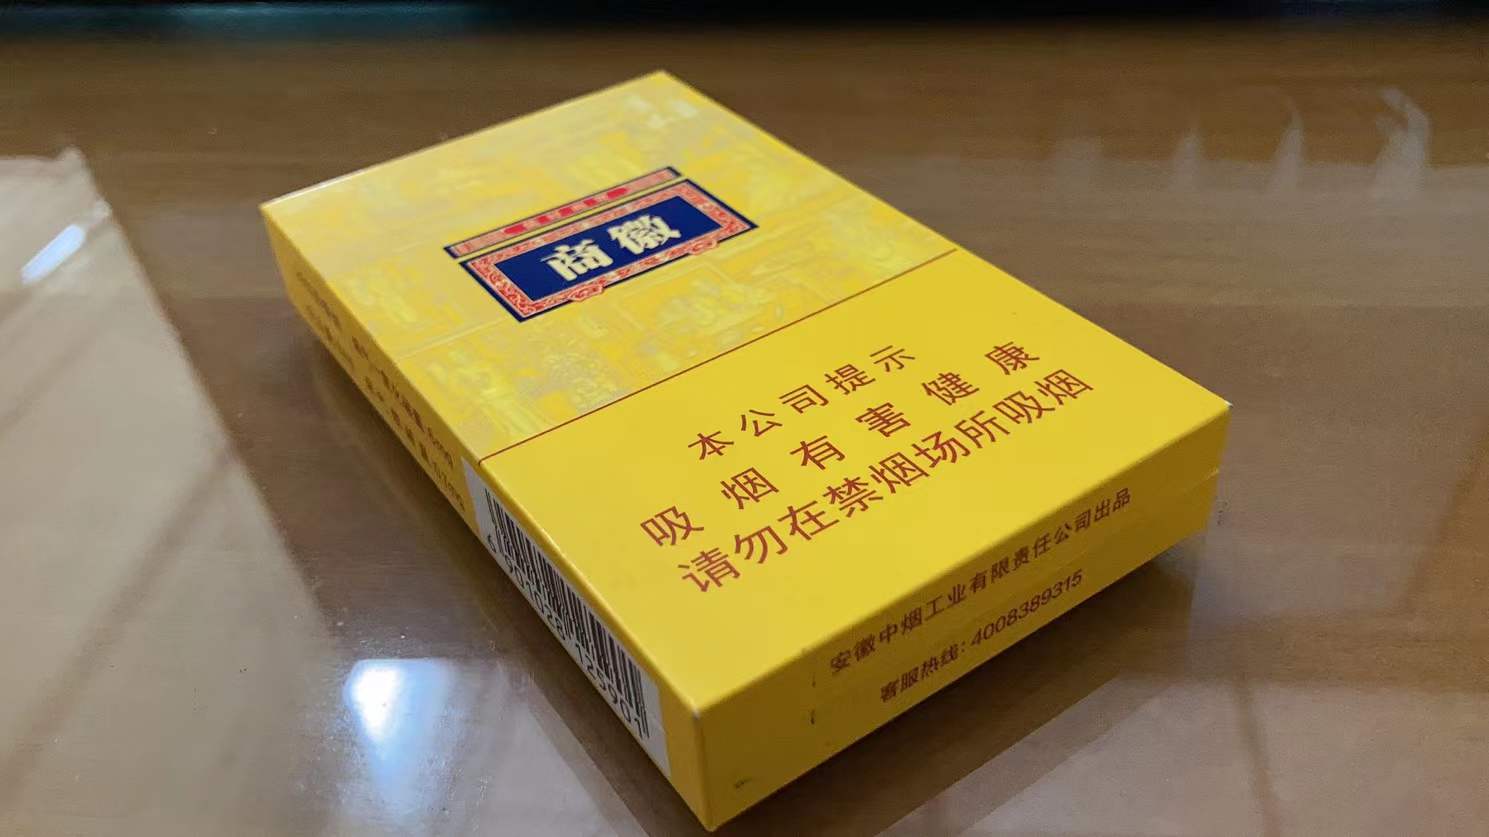 商徽
本公司提示
吸烟有害健康
请勿在禁烟场所吸烟
安徽中烟工业有限责任公司出品
客服热线：4008389315